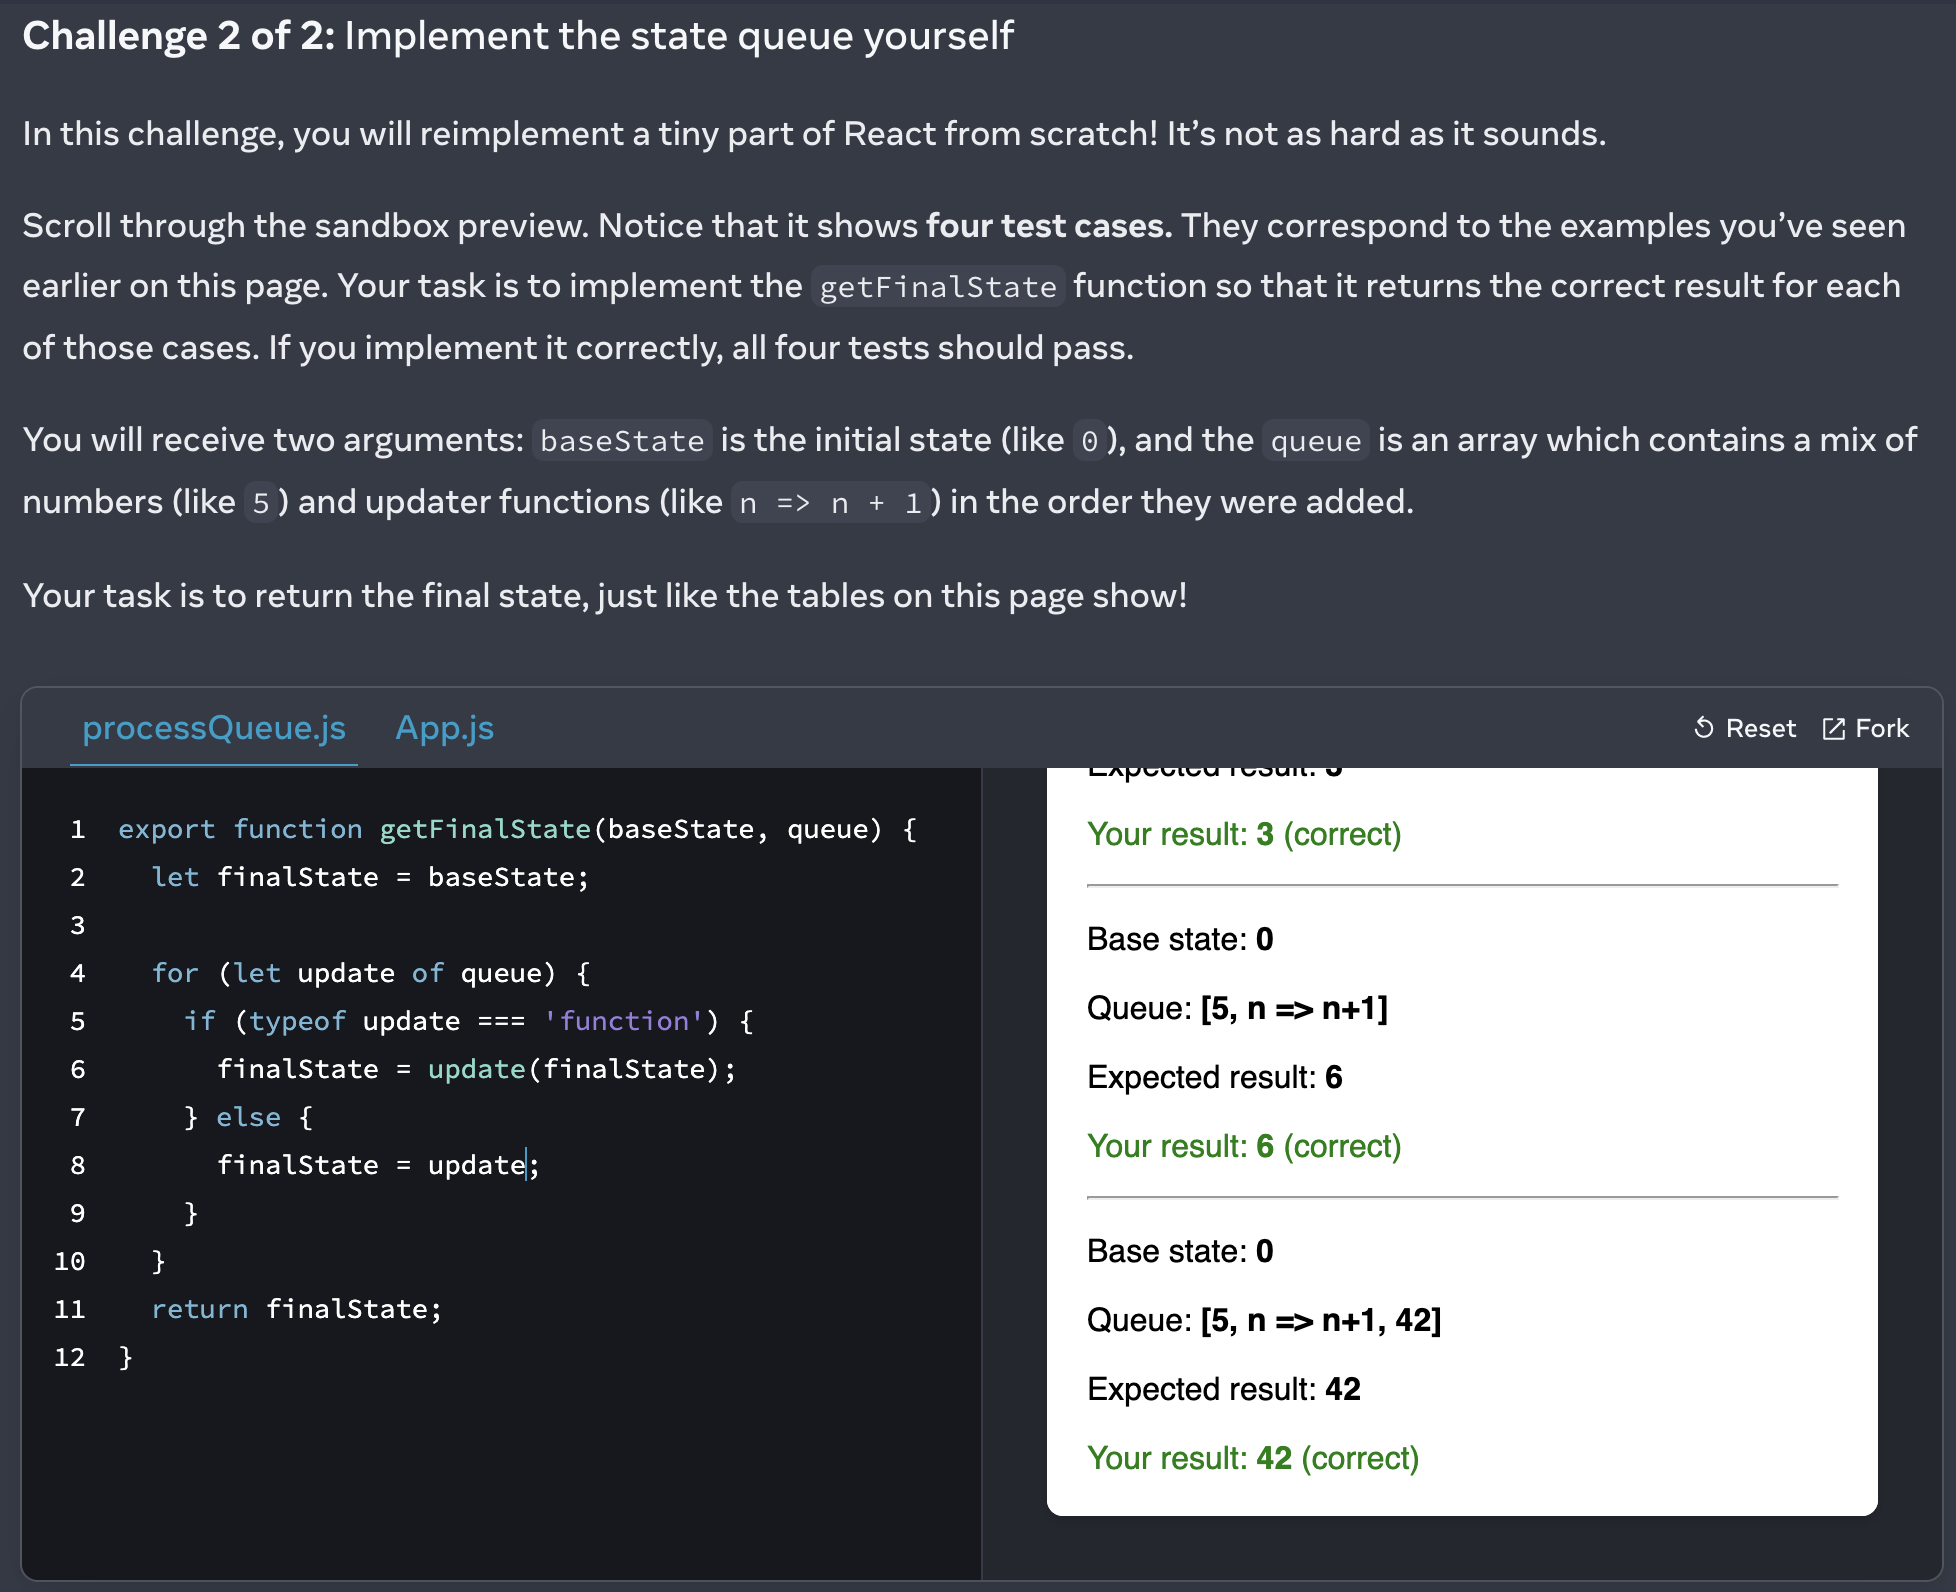 Challenge 2 of 2: Implement the state queue yourself
In this challenge, you will reimplement a tiny part of React from scratch! It’s not as hard as it sounds.
Scroll through the sandbox preview. Notice that it shows four test cases. They correspond to the examples you’ve seen
earlier on this page. Your task is to implement the getFinalState function so that it returns the correct result for each
of those cases. If you implement it correctly, all four tests should pass.
You will receive two arguments: baseState is the initial state (like 0), and the queue is an array which contains a mix of
numbers (like 5) and updater functions (like n => n + 1) in the order they were added.
Your task is to return the final state, just like the tables on this page show!
processQueue.js App.js Reset Fork
1 export function getFinalState(baseState, queue) {
2 let finalState = baseState;
3
4 for (let update of queue) {
5 if (typeof update === 'function') {
6 finalState = update(finalState);
7 } else {
8 finalState = update;
9 }
10 }
11 return finalState;
12 }
Expected result: 3
Your result: 3 (correct)
Base state: 0
Queue: [5, n => n+1]
Expected result: 6
Your result: 6 (correct)
Base state: 0
Queue: [5, n => n+1, 42]
Expected result: 42
Your result: 42 (correct)